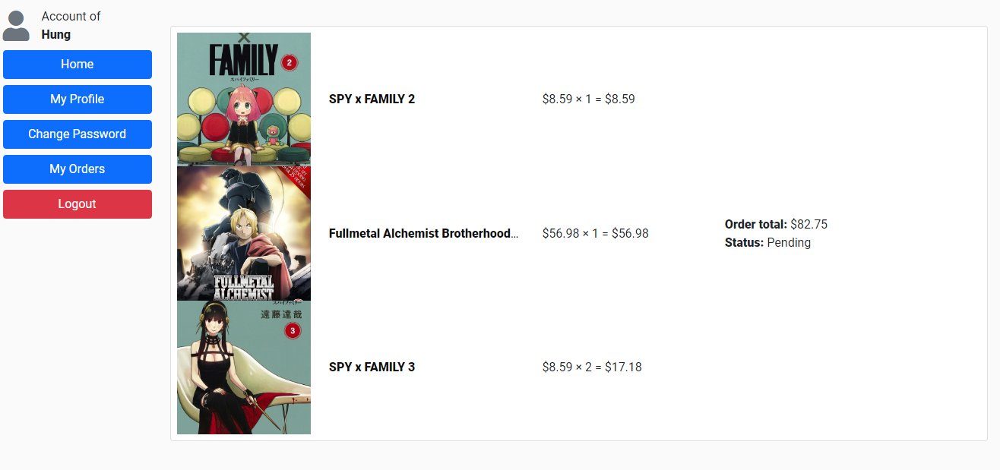 Account of
Hung
Home
My Profile
Change Password
My Orders
Logout
FAMILY
2
スパイファミリー
SPY x FAMILY 2
$8.59 × 1 = $8.59
FULLMETAL
ALCHEMIST
Fullmetal Alchemist Brotherhood...
$56.98 × 1 = $56.98
Order total: $82.75
Status: Pending
スパイファミリー
遠藤達哉
3
SPY x FAMILY 3
$8.59 × 2 = $17.18